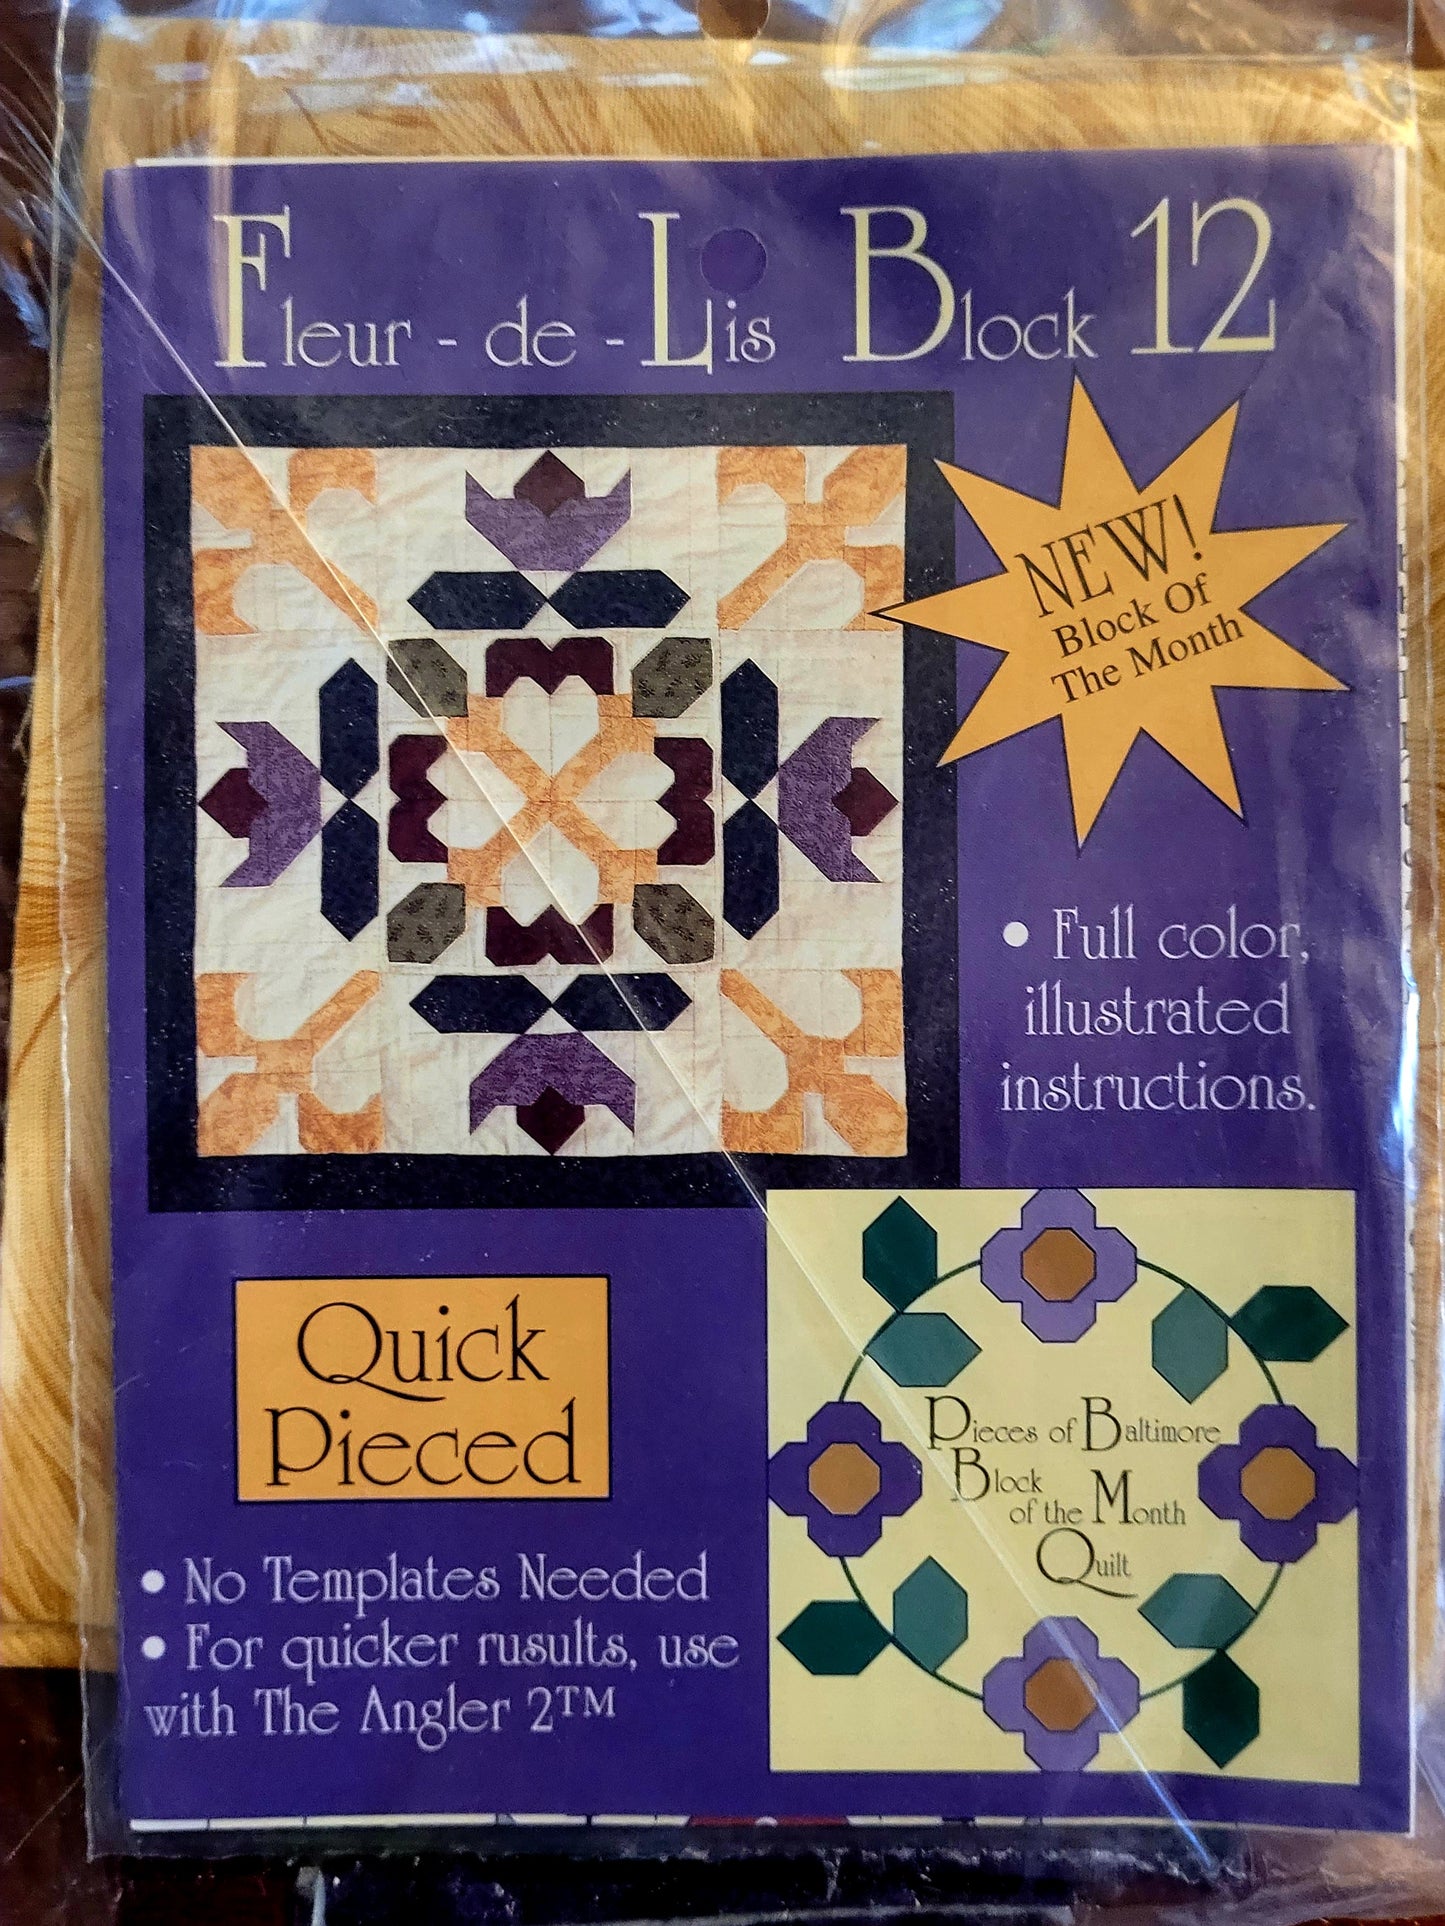 Fleur - de - Lis Block 12
NEW!
Block Of
The Month
• Full color,
illustrated
instructions.
Quick
Pieced
• No Templates Needed
• For quicker rusults, use
with The Angler 2™
Pieces of Baltimore
Block
of the Month
Quilt